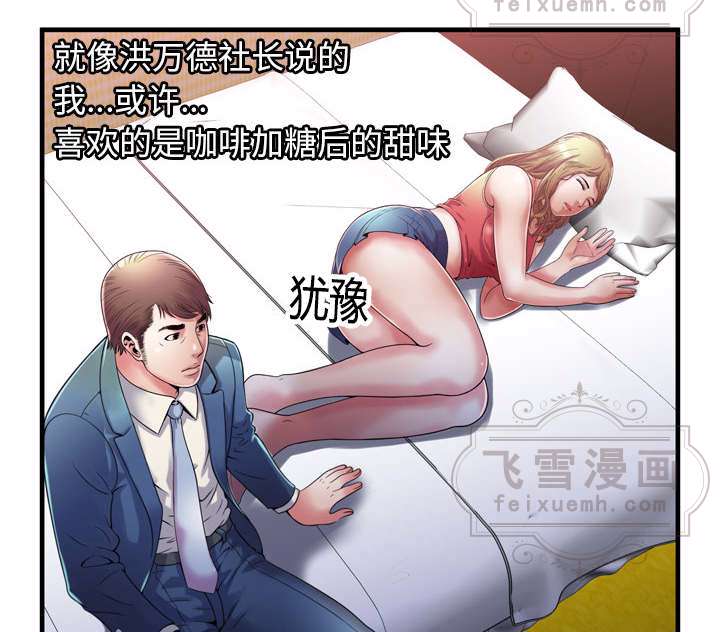 feixuemh.com
就像洪万德社长说的
我...或许...
喜欢的是咖啡加糖后的甜味
犹豫
飞雪漫画
feixuemh.com